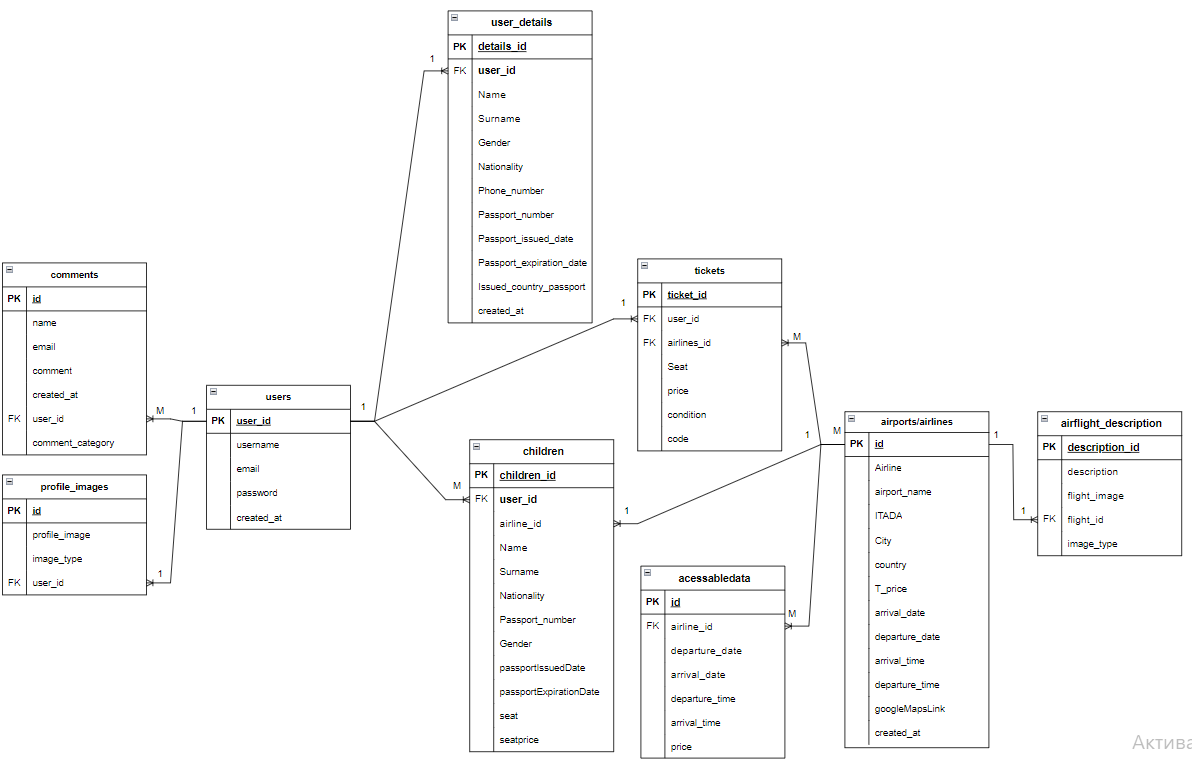 user_details
PK details_id
1
FK user_id
Name
Surname
Gender
Nationality
Phone_number
Passport_number
Passport_issued_date
Passport_expiration_date
Issued_country_passport
created_at
comments
PK id
name
email
comment
created_at
FK user_id
comment_category
M
1
profile_images
PK id
profile_image
image_type
FK user_id
1
users
PK user_id
username
email
password
created_at
1
tickets
PK ticket_id
1
FK user_id
FK airlines_id
M
Seat
price
condition
code
children
PK children_id
M
FK user_id
airline_id
1
Name
Surname
Nationality
Passport_number
Gender
passportIssuedDate
passportExpirationDate
seat
seatprice
acessabledata
PK id
M
FK airline_id
departure_date
arrival_date
departure_time
arrival_time
price
airports/airlines
1
M
PK id
1
Airline
airport_name
ITADA
City
country
T_price
arrival_date
departure_date
arrival_time
departure_time
googleMapsLink
created_at
airflight_description
PK description_id
description
flight_image
1
FK flight_id
image_type
Актива